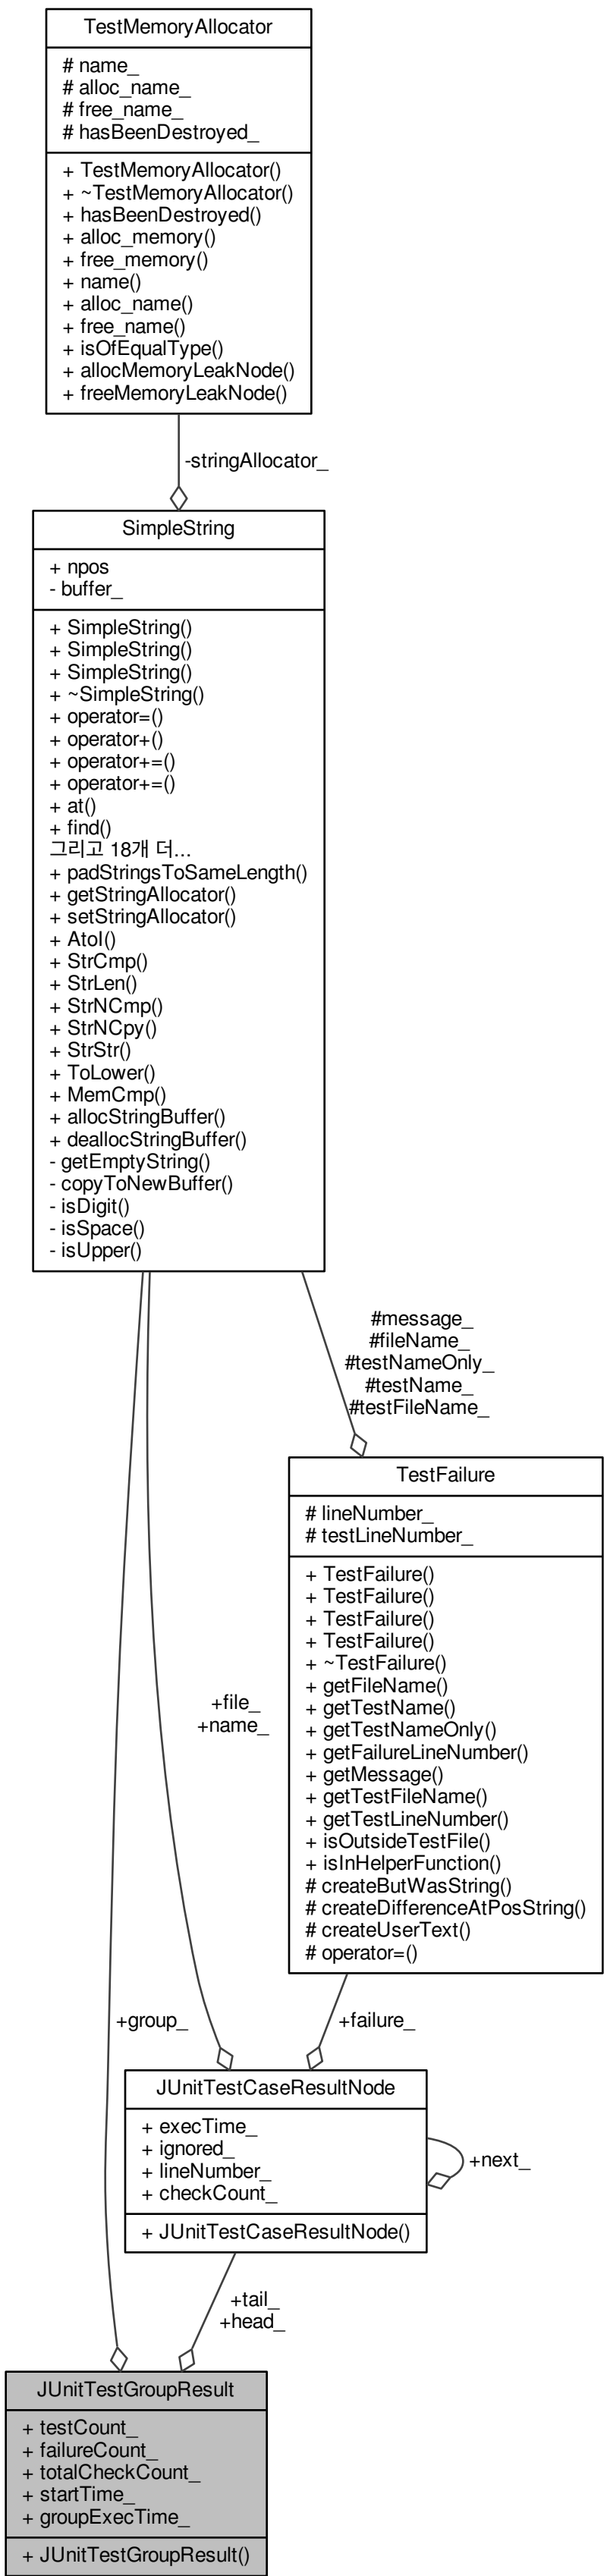 TestMemoryAllocator
# name_
# alloc_name_
# free_name_
# hasBeenDestroyed_
+ TestMemoryAllocator()
+ ~TestMemoryAllocator()
+ hasBeenDestroyed()
+ alloc_memory()
+ free_memory()
+ name()
+ alloc_name()
+ free_name()
+ isOfEqualType()
+ allocMemoryLeakNode()
+ freeMemoryLeakNode()
-stringAllocator_
SimpleString
+ npos
- buffer_
+ SimpleString()
+ SimpleString()
+ SimpleString()
+ ~SimpleString()
+ operator=()
+ operator+()
+ operator+=()
+ operator+=()
+ at()
+ find()
그리고 18개 더...
+ padStringsToSameLength()
+ getStringAllocator()
+ setStringAllocator()
+ AtoI()
+ StrCmp()
+ StrLen()
+ StrNCmp()
+ StrNCpy()
+ StrStr()
+ ToLower()
+ MemCmp()
+ allocStringBuffer()
+ deallocStringBuffer()
- getEmptyString()
- copyToNewBuffer()
- isDigit()
- isSpace()
- isUpper()
#message_
#fileName_
#testNameOnly_
#testName_
#testFileName_
TestFailure
# lineNumber_
# testLineNumber_
+ TestFailure()
+ TestFailure()
+ TestFailure()
+ TestFailure()
+ ~TestFailure()
+ getFileName()
+ getTestName()
+ getTestNameOnly()
+ getFailureLineNumber()
+ getMessage()
+ getTestFileName()
+ getTestLineNumber()
+ isOutsideTestFile()
+ isInHelperFunction()
# createButWasString()
# createDifferenceAtPosString()
# createUserText()
# operator=()
+file_
+name_
+group_
+failure_
JUnitTestCaseResultNode
+ execTime_
+ ignored_
+ lineNumber_
+ checkCount_
+ JUnitTestCaseResultNode()
+next_
+tail_
+head_
JUnitTestGroupResult
+ testCount_
+ failureCount_
+ totalCheckCount_
+ startTime_
+ groupExecTime_
+ JUnitTestGroupResult()